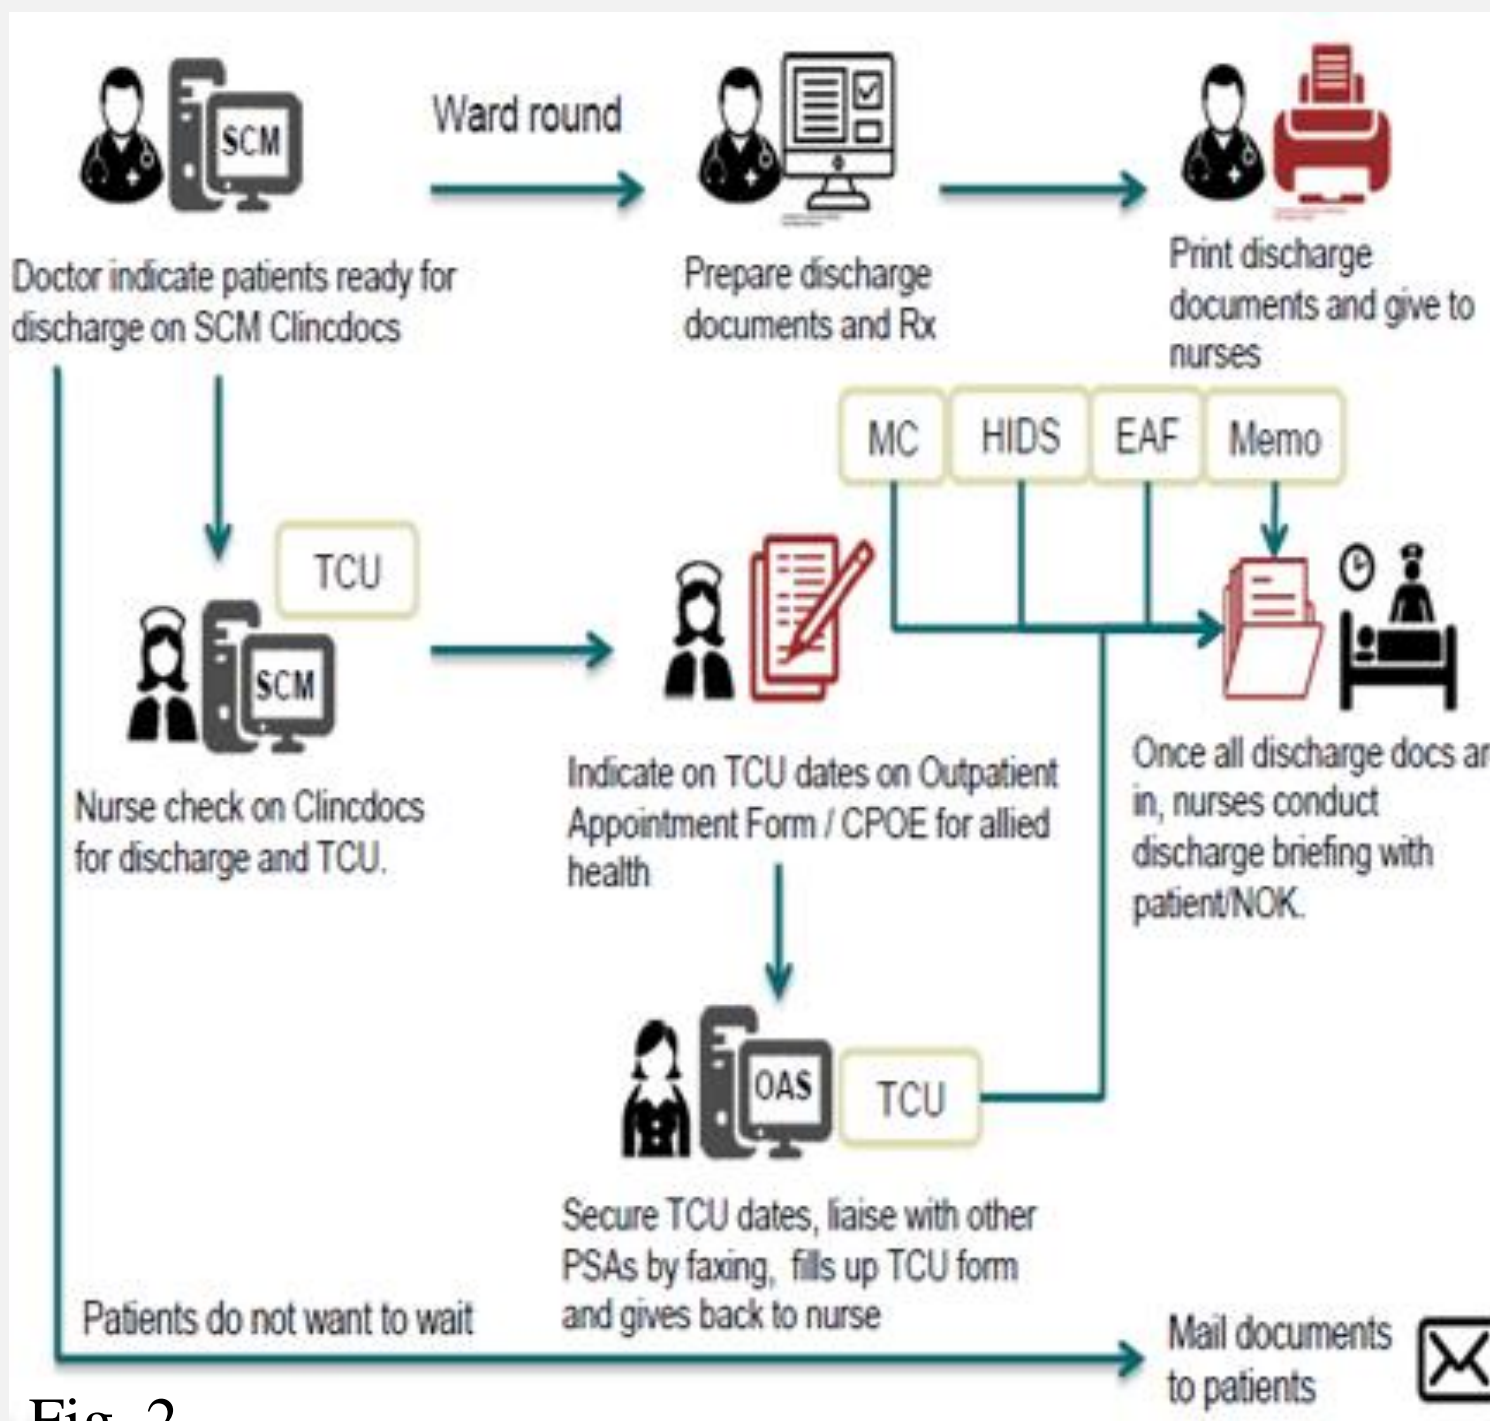 SCM
Ward round
Doctor indicate patients ready for
discharge on SCM Clincdocs
Prepare discharge
documents and Rx
Print discharge
documents and give to
nurses
MC
HIDS
EAF
Memo
TCU
SCM
Nurse check on Clincdocs
for discharge and TCU.
Indicate on TCU dates on Outpatient
Appointment Form / CPOE for allied
health
Once all discharge docs ar
in, nurses conduct
discharge briefing with
patient/NOK.
OAS
TCU
Secure TCU dates, liaise with other
PSAs by faxing, fills up TCU form
and gives back to nurse
Patients do not want to wait
Mail documents
to patients
Fig. 2